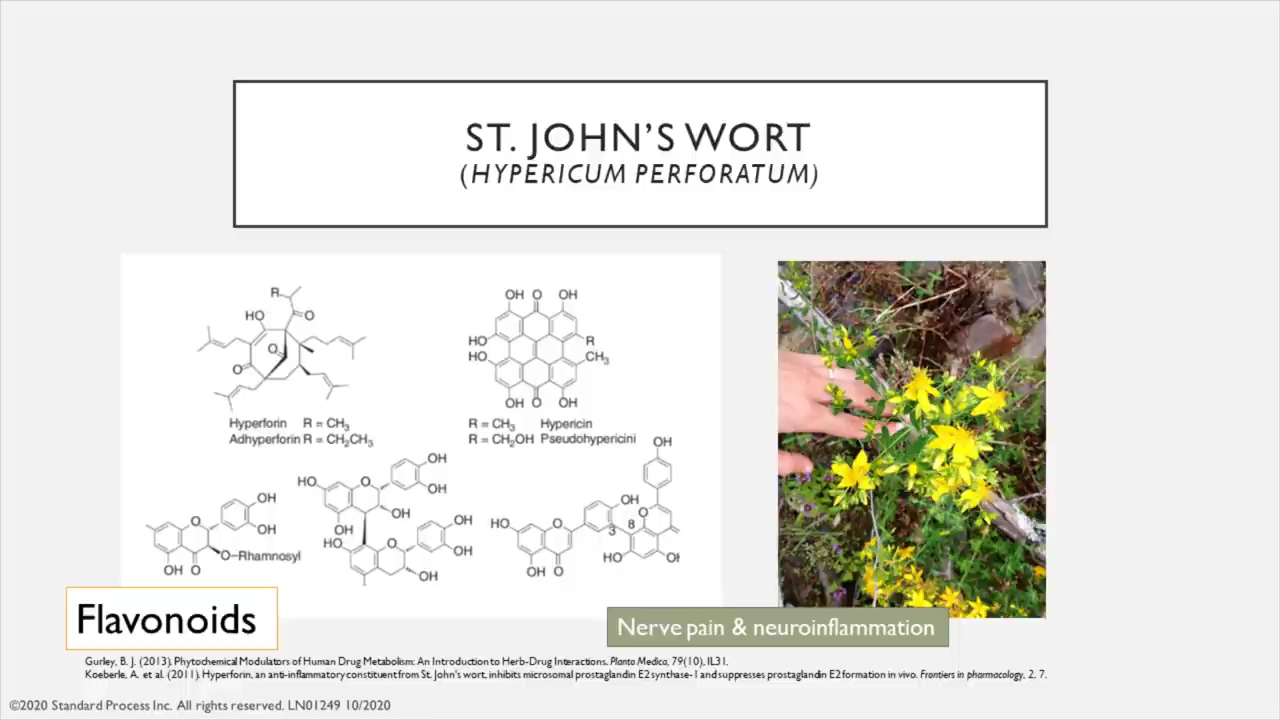 ST. JOHN'S WORT
(HYPERICUM PERFORATUM)
R
HO
O
O
O
Hyperforin R = CH3
Adhyperforin R = CH2CH3
OH O OH
HO
R
HO
CH3
OH O OH
R = CH3 Hypericin
R = CH2OH Pseudohypericini
OH
OH
O
O–Rhamnosyl
OH O
OH
HO
O
OH
OH
OH
HO
O
OH
OH
OH
OH
OH
HO
O
O
3
8
HO
OH
OH
O
Flavonoids
Nerve pain & neuroinflammation
Gurley, B. J. (2013). Phytochemical Modulators of Human Drug Metabolism: An Introduction to Herb-Drug Interactions. Planta Medica, 79(10), IL31.
Koeberle, A. et al. (2011). Hyperforin, an anti-inflammatory constituent from St. John's wort, inhibits microsomal prostaglandin E2 synthase-1 and suppresses prostaglandin E2 formation in vivo. Frontiers in pharmacology, 2, 7.
©2020 Standard Process Inc. All rights reserved. LN01249 10/2020